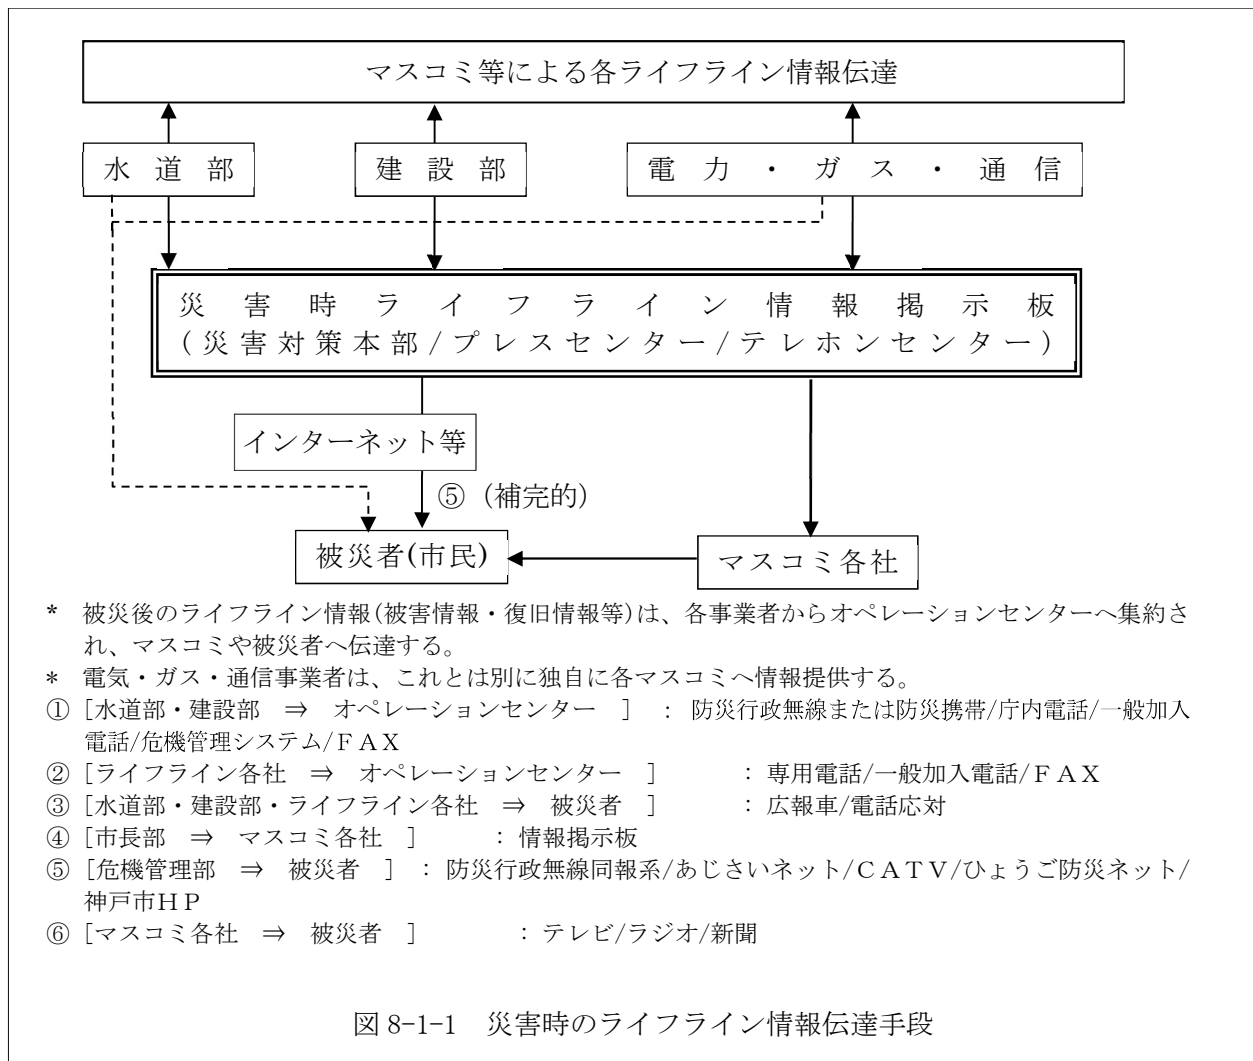 マスコミ等による各ライフライン情報伝達
水道部
建設部
電力・ガス・通信
災害時ライフライン情報掲示板
(災害対策本部/プレスセンター/テレホンセンター)
インターネット等
⑤（補完的）
被災者(市民)
マスコミ各社
* 被災後のライフライン情報(被害情報・復旧情報等)は、各事業者からオペレーションセンターへ集約さ
れ、マスコミや被災者へ伝達する。
* 電気・ガス・通信事業者は、これとは別に独自に各マスコミへ情報提供する。
①［水道部・建設部 ⇒ オペレーションセンター ］ ： 防災行政無線または防災携帯/庁内電話/一般加入
電話/危機管理システム/ＦＡＸ
②［ライフライン各社 ⇒ オペレーションセンター ］ ：専用電話/一般加入電話/ＦＡＸ
③［水道部・建設部・ライフライン各社 ⇒ 被災者 ］ ：広報車/電話応対
④［市長部 ⇒ マスコミ各社 ］ ：情報掲示板
⑤［危機管理部 ⇒ 被災者 ］ ：防災行政無線同報系/あじさいネット/ＣＡＴＶ/ひょうご防災ネット/
神戸市ＨＰ
⑥［マスコミ各社 ⇒ 被災者 ］ ：テレビ/ラジオ/新聞
図 8-1-1 災害時のライフライン情報伝達手段